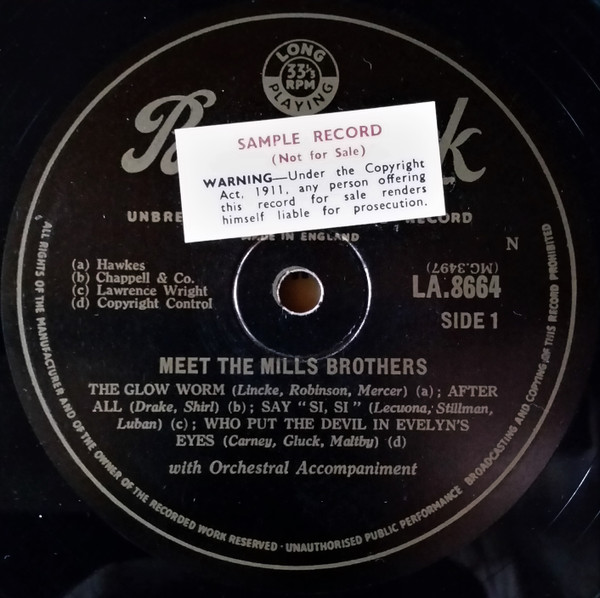 LONG
33⅓
RPM
PLAYING
SAMPLE RECORD
(Not for Sale)
WARNING—Under the Copyright
Act, 1911, any person offering
this record for sale renders
himself liable for prosecution.
RECORD
MADE IN ENGLAND
N
(a) Hawkes
(b) Chappell & Co.
(c) Lawrence Wright
(d) Copyright Control
(MC.3497)
LA.8664
SIDE 1
MEET THE MILLS BROTHERS
THE GLOW WORM (Lincke, Robinson, Mercer) (a); AFTER
ALL (Drake, Shirl) (b); SAY "SI, SI" (Lecuona, Stillman,
Luban) (c); WHO PUT THE DEVIL IN EVELYN'S
EYES (Carney, Gluck, Maltby) (d)
with Orchestral Accompaniment
ALL RIGHTS OF THE MANUFACTURER AND OF THE OWNER OF THE RECORDED WORK RESERVED · UNAUTHORISED PUBLIC PERFORMANCE BROADCASTING AND COPYING OF THIS RECORD PROHIBITED